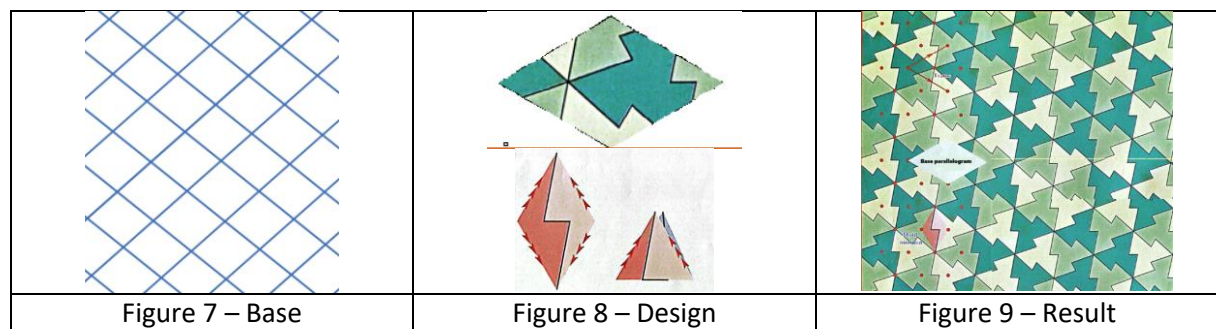 Base parallelogram
Figure 7 – Base
Figure 8 – Design
Figure 9 – Result